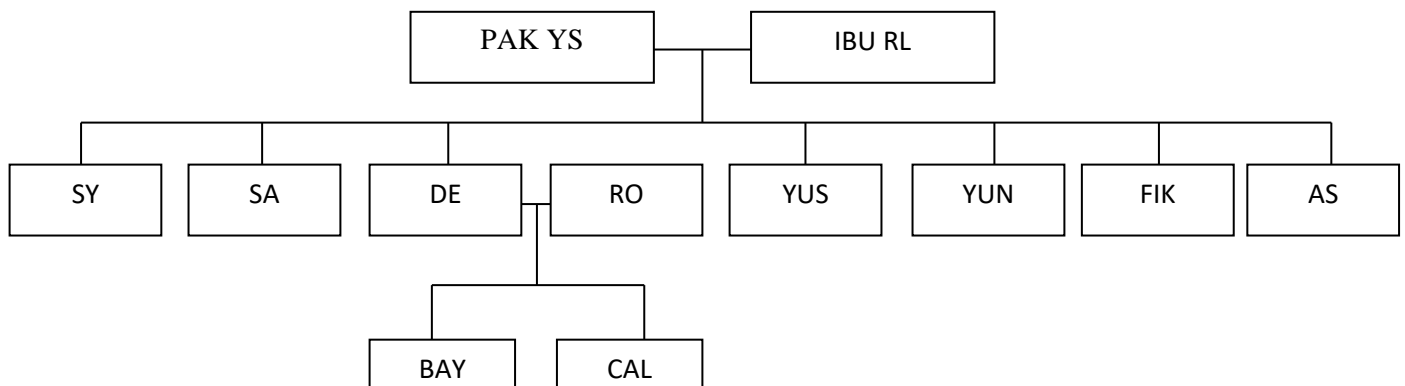 PAK YS
IBU RL
SY
SA
DE
RO
YUS
YUN
FIK
AS
BAY
CAL